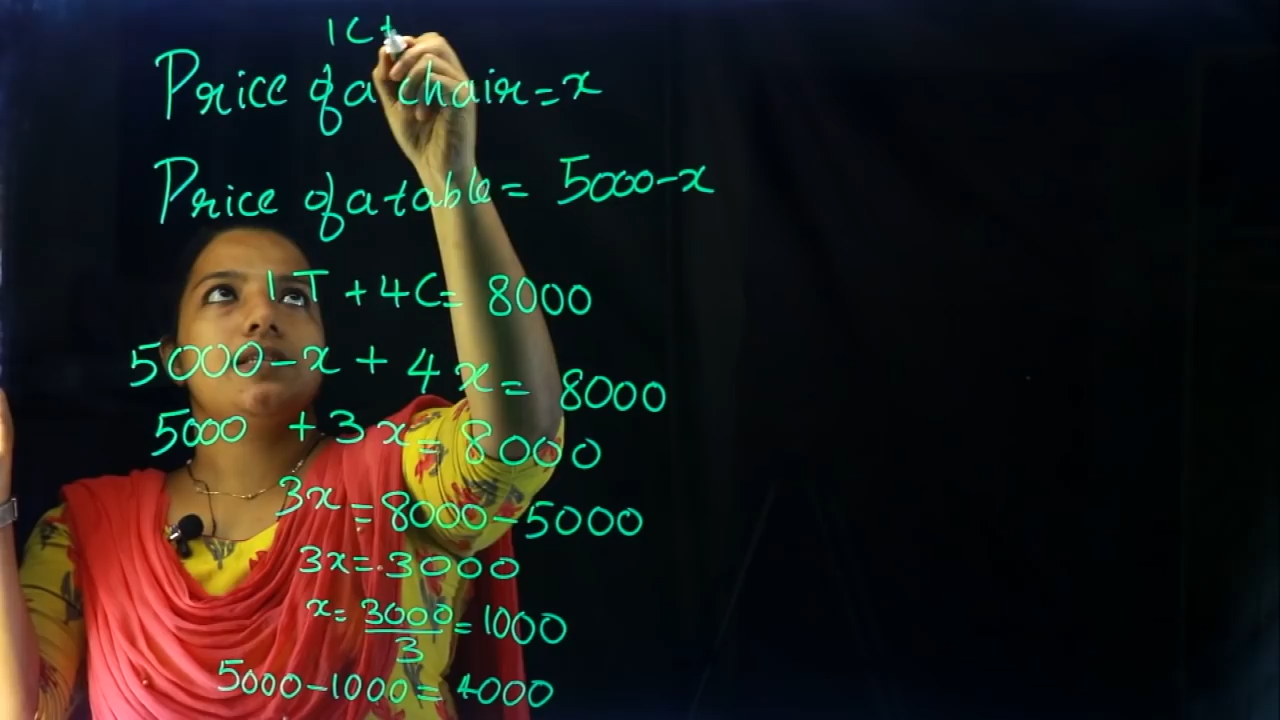 1C+
Price of a chair = x
Price of a table = 5000-x
1T + 4C = 8000
5000-x + 4x = 8000
5000 + 3x = 8000
3x = 8000-5000
3x = 3000
x = 3000/3 = 1000
5000-1000 = 4000